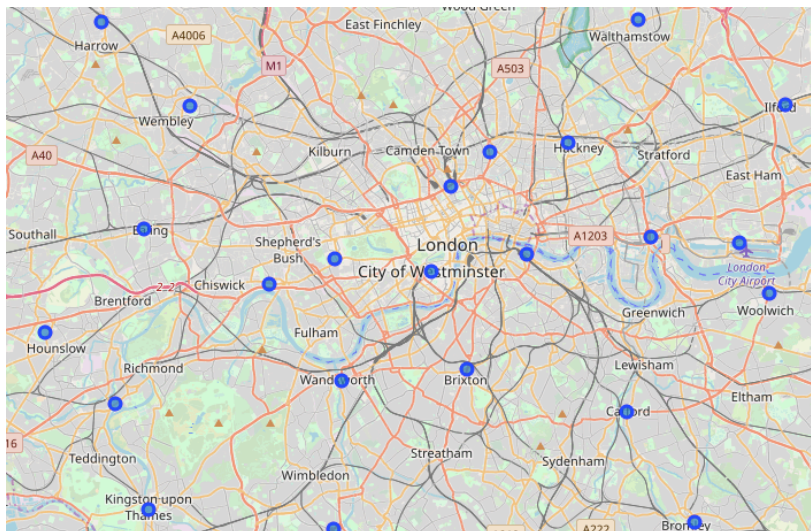 Wood Green
East Finchley
A4006
Walthamstow
Harrow
M1
A503
Ilford
Wembley
A40
Kilburn
Camden Town
Hackney
Stratford
East Ham
Southall
Ealing
Shepherd's
Bush
London
A1203
City of Westminster
London
City Airport
Chiswick
Brentford
Greenwich
Woolwich
Hounslow
Fulham
Richmond
Wandsworth
Brixton
Lewisham
Eltham
Catford
16
Teddington
Streatham
Sydenham
Wimbledon
Kingston upon
Thames
A222
Bromley